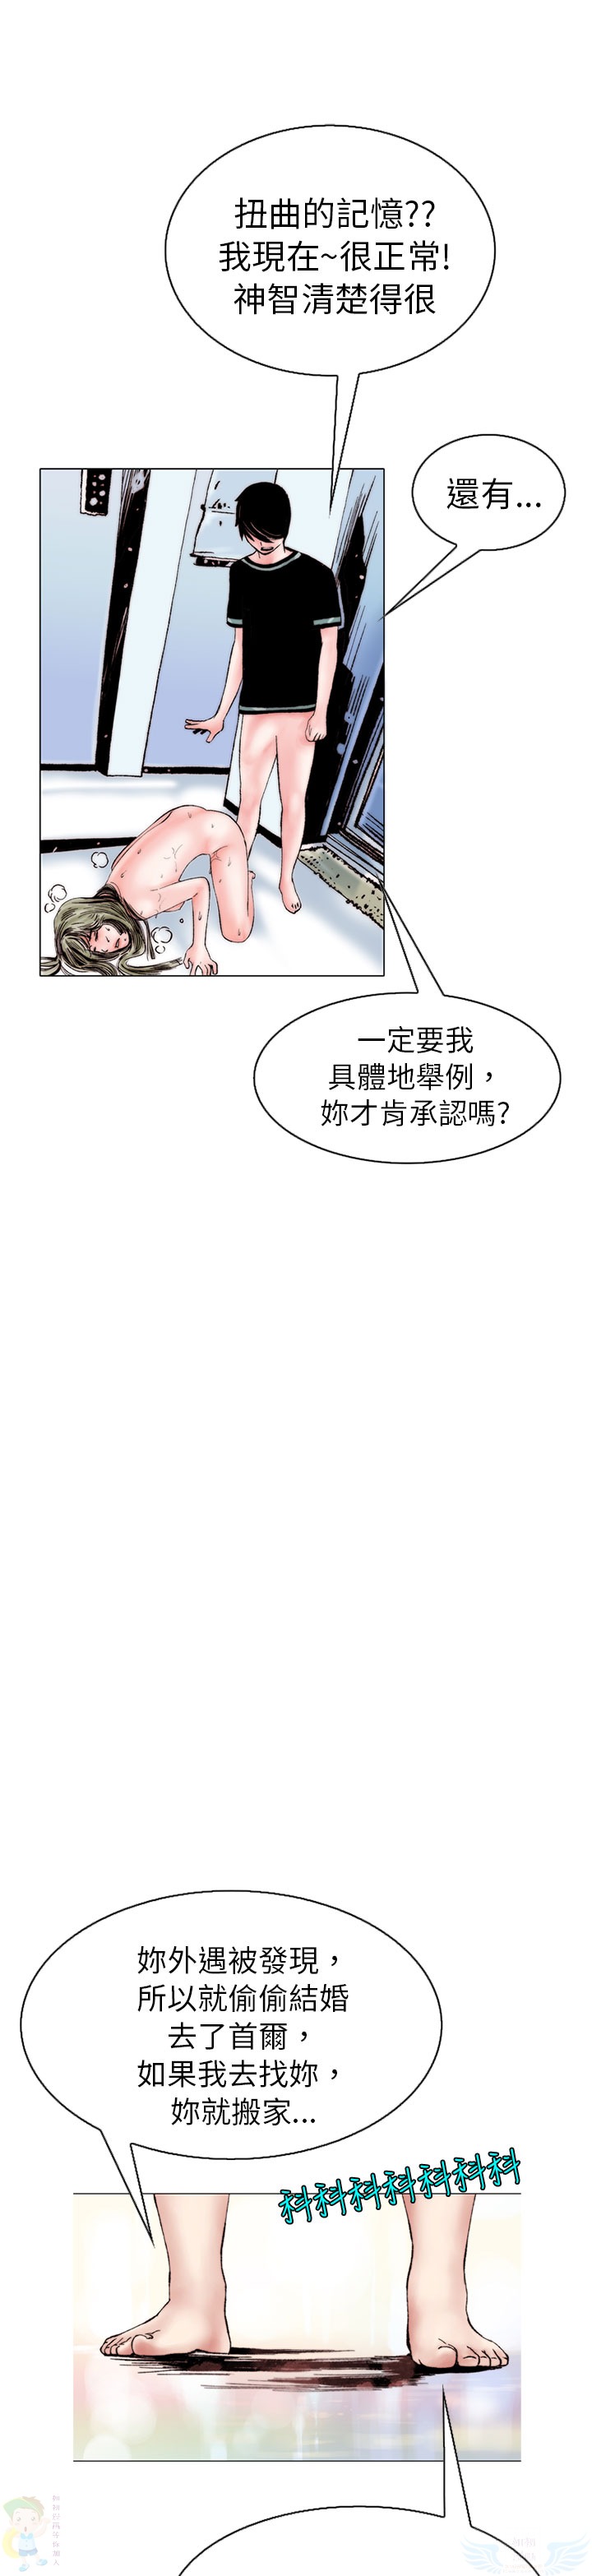 扭曲的記憶??
我現在~很正常!
神智清楚得很
還有...
一定要我
具體地舉例，
妳才肯承認嗎?
妳外遇被發現，
所以就偷偷結婚
去了首爾，
如果我去找妳，
妳就搬家...
科科科科科科科